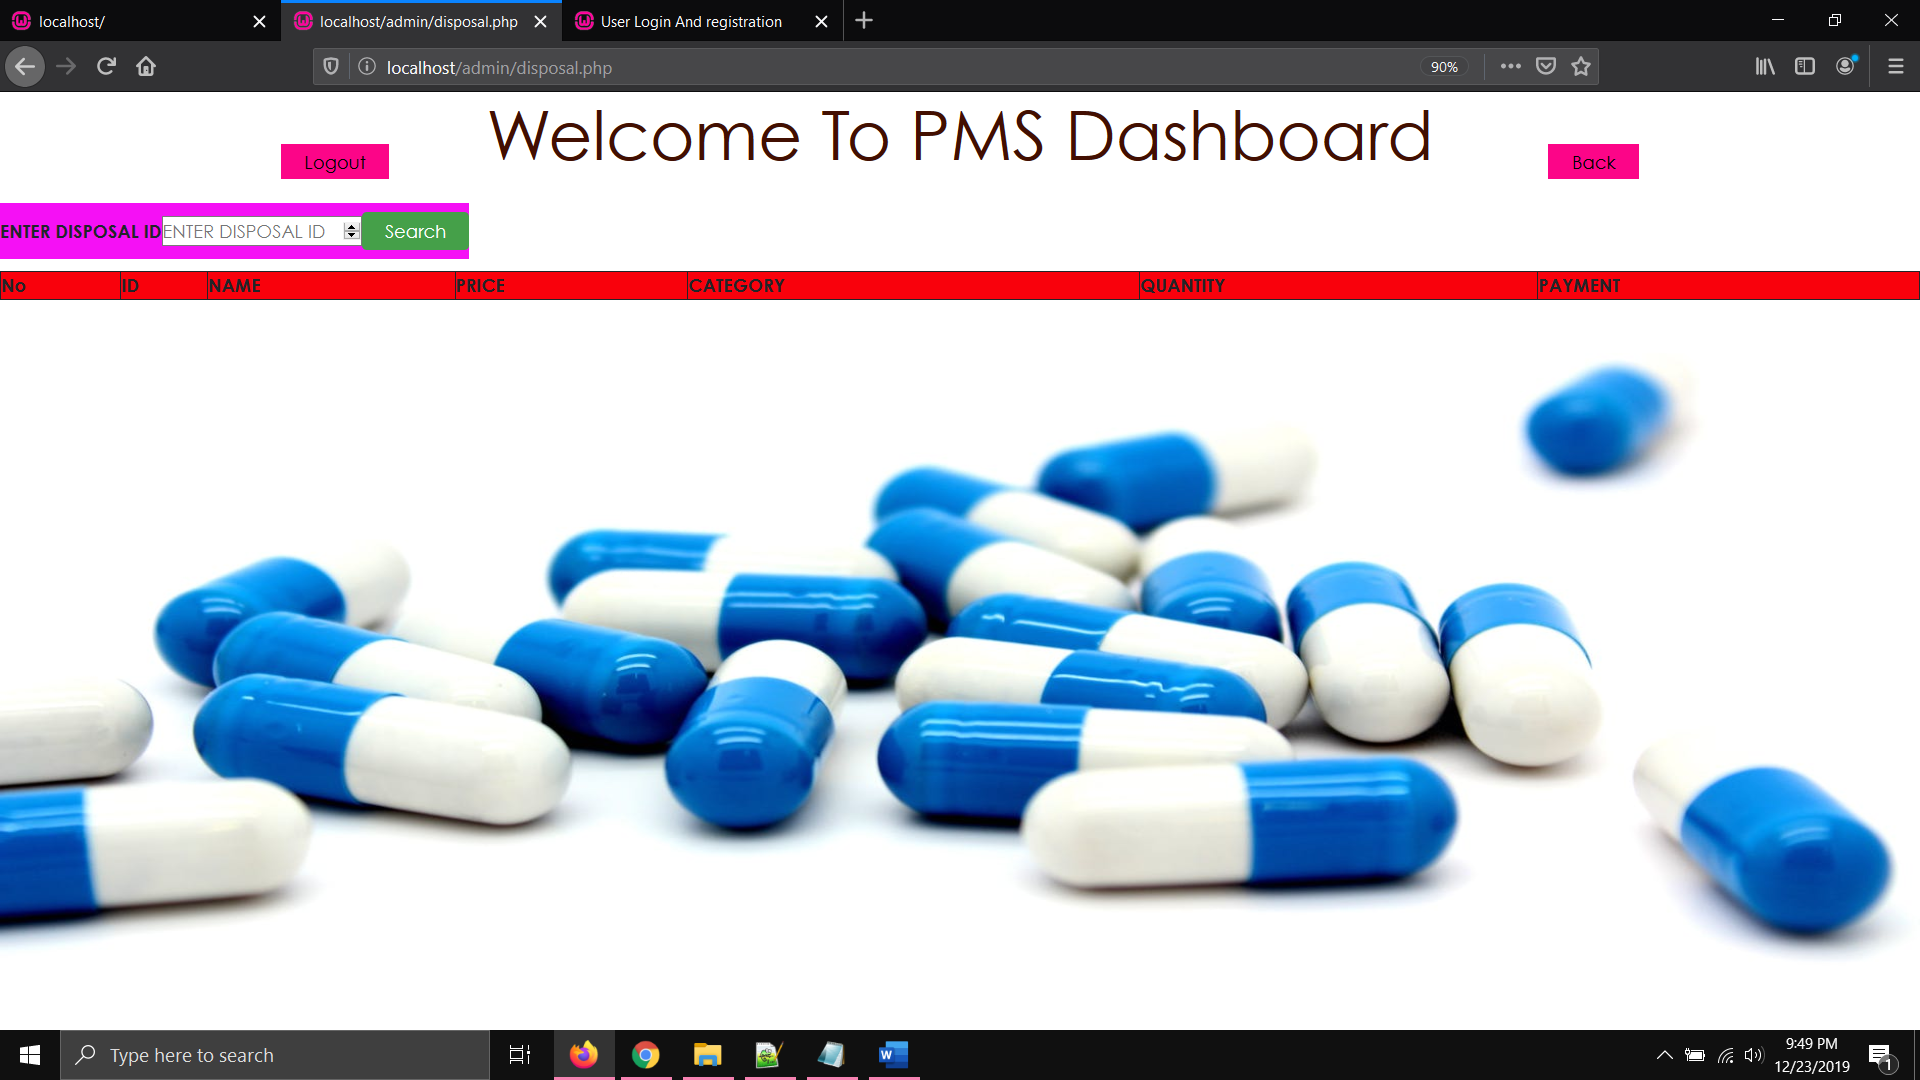 localhost/
localhost/admin/disposal.php
User Login And registration
localhost/admin/disposal.php
90%
Welcome To PMS Dashboard
Logout
Back
ENTER DISPOSAL ID
ENTER DISPOSAL ID
Search
No ID NAME PRICE CATEGORY QUANTITY PAYMENT
Type here to search
W
9:49 PM
12/23/2019
1